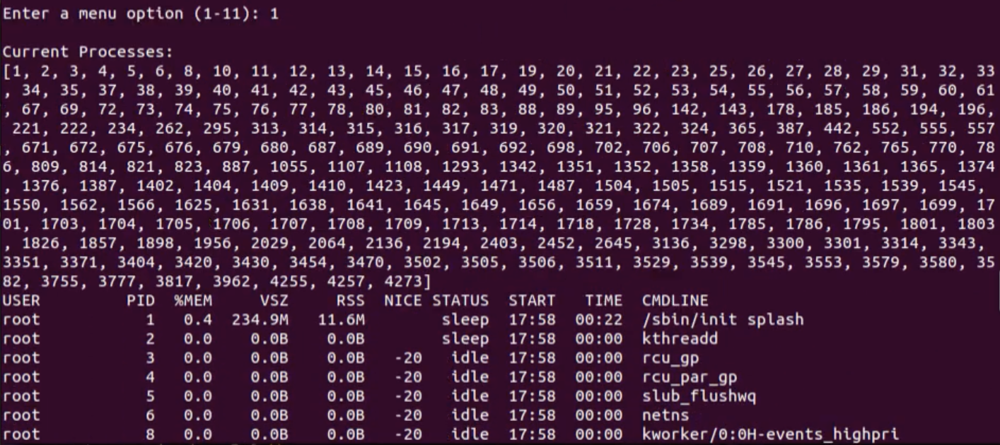 Enter a menu option (1-11): 1
Current Processes:
[1, 2, 3, 4, 5, 6, 8, 10, 11, 12, 13, 14, 15, 16, 17, 19, 20, 21, 22, 23, 25, 26, 27, 28, 29, 31, 32, 33
, 34, 35, 37, 38, 39, 40, 41, 42, 43, 45, 46, 47, 48, 49, 50, 51, 52, 53, 54, 55, 56, 57, 58, 59, 60, 61
, 67, 69, 72, 73, 74, 75, 76, 77, 78, 80, 81, 82, 83, 88, 89, 95, 96, 142, 143, 178, 185, 186, 194, 196,
221, 222, 234, 262, 295, 313, 314, 315, 316, 317, 319, 320, 321, 322, 324, 365, 387, 442, 552, 555, 557
, 671, 672, 675, 676, 679, 680, 687, 689, 690, 691, 692, 698, 702, 706, 707, 708, 710, 762, 765, 770, 78
6, 809, 814, 821, 823, 887, 1055, 1107, 1108, 1293, 1342, 1351, 1352, 1358, 1359, 1360, 1361, 1365, 1374
, 1376, 1387, 1402, 1404, 1409, 1410, 1423, 1449, 1471, 1487, 1504, 1505, 1515, 1521, 1535, 1539, 1545,
1550, 1562, 1566, 1625, 1631, 1638, 1641, 1645, 1649, 1656, 1659, 1674, 1689, 1691, 1696, 1697, 1699, 17
01, 1703, 1704, 1705, 1706, 1707, 1708, 1709, 1713, 1714, 1718, 1728, 1734, 1785, 1786, 1795, 1801, 1803
, 1826, 1857, 1898, 1956, 2029, 2064, 2136, 2194, 2403, 2452, 2645, 3136, 3298, 3300, 3301, 3314, 3343,
3351, 3371, 3404, 3420, 3430, 3454, 3470, 3502, 3505, 3506, 3511, 3529, 3539, 3545, 3553, 3579, 3580, 35
82, 3755, 3777, 3817, 3962, 4255, 4257, 4273]
USER PID %MEM VSZ RSS NICE STATUS START TIME CMDLINE
root 1 0.4 234.9M 11.6M sleep 17:58 00:22 /sbin/init splash
root 2 0.0 0.0B 0.0B sleep 17:58 00:00 kthreadd
root 3 0.0 0.0B 0.0B -20 idle 17:58 00:00 rcu_gp
root 4 0.0 0.0B 0.0B -20 idle 17:58 00:00 rcu_par_gp
root 5 0.0 0.0B 0.0B -20 idle 17:58 00:00 slub_flushwq
root 6 0.0 0.0B 0.0B -20 idle 17:58 00:00 netns
root 8 0.0 0.0B 0.0B -20 idle 17:58 00:00 kworker/0:0H-events_highpri